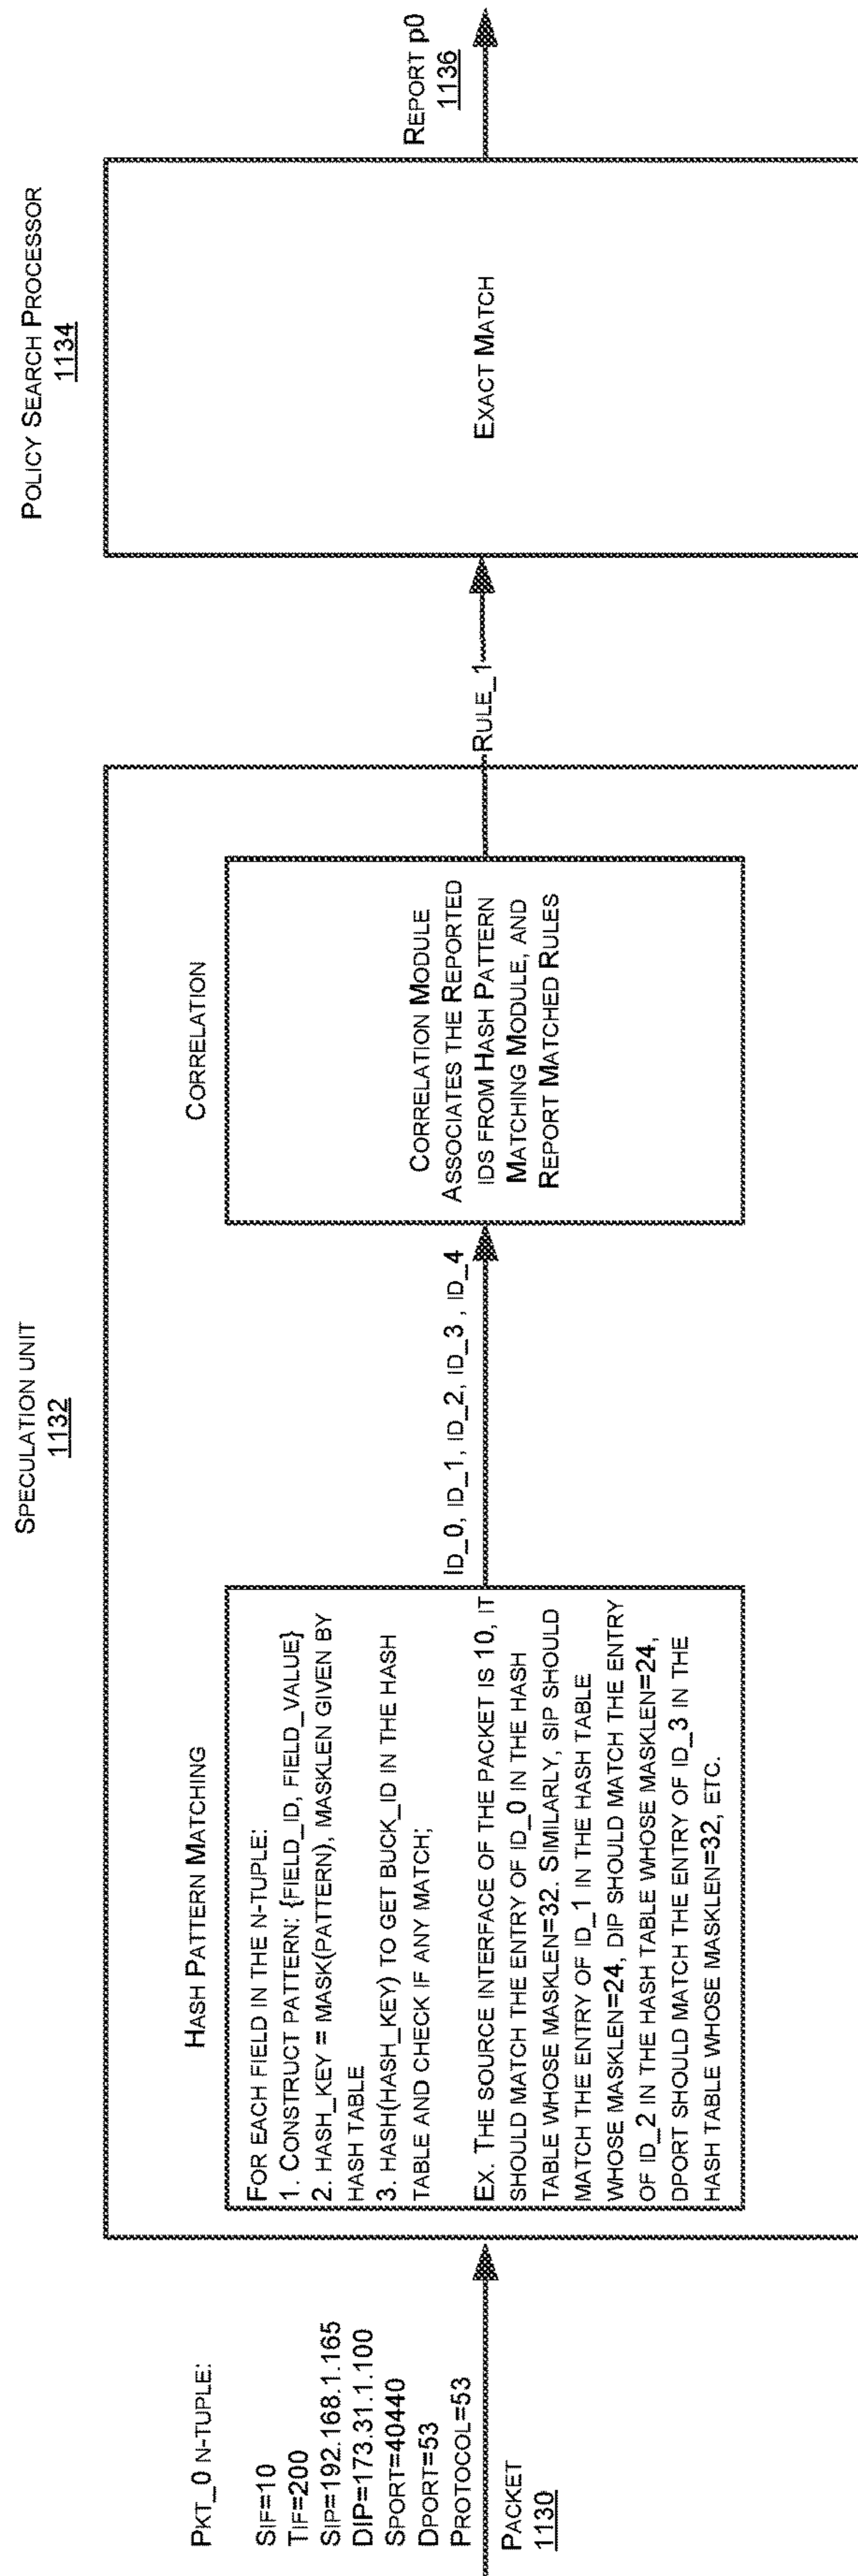 PKT_0 N-TUPLE:
SIF=10
TIF=200
SIP=192.168.1.165
DIP=173.31.1.100
SPORT=40440
DPORT=53
PROTOCOL=53
PACKET
1130
SPECULATION UNIT
1132
HASH PATTERN MATCHING
FOR EACH FIELD IN THE N-TUPLE:
1. CONSTRUCT PATTERN: {FIELD_ID, FIELD_VALUE}
2. HASH_KEY = MASK(PATTERN), MASKLEN GIVEN BY
HASH TABLE
3. HASH(HASH_KEY) TO GET BUCK_ID IN THE HASH
TABLE AND CHECK IF ANY MATCH;
EX. THE SOURCE INTERFACE OF THE PACKET IS 10, IT
SHOULD MATCH THE ENTRY OF ID_0 IN THE HASH
TABLE WHOSE MASKLEN=32. SIMILARLY, SIP SHOULD
MATCH THE ENTRY OF ID_1 IN THE HASH TABLE
WHOSE MASKLEN=24, DIP SHOULD MATCH THE ENTRY
OF ID_2 IN THE HASH TABLE WHOSE MASKLEN=24,
DPORT SHOULD MATCH THE ENTRY OF ID_3 IN THE
HASH TABLE WHOSE MASKLEN=32, ETC.
ID_0, ID_1, ID_2, ID_3 , ID_4
CORRELATION
CORRELATION MODULE
ASSOCIATES THE REPORTED
IDS FROM HASH PATTERN
MATCHING MODULE, AND
REPORT MATCHED RULES
RULE_1
POLICY SEARCH PROCESSOR
1134
EXACT MATCH
REPORT p0
1136